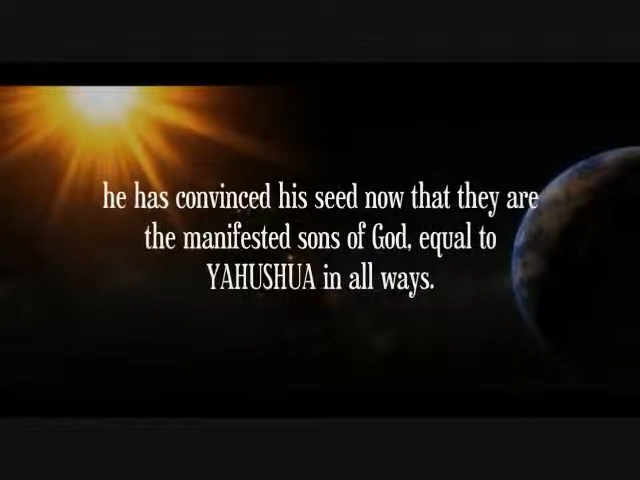 he has convinced his seed now that they are
the manifested sons of God, equal to
YAHUSHUA in all ways.